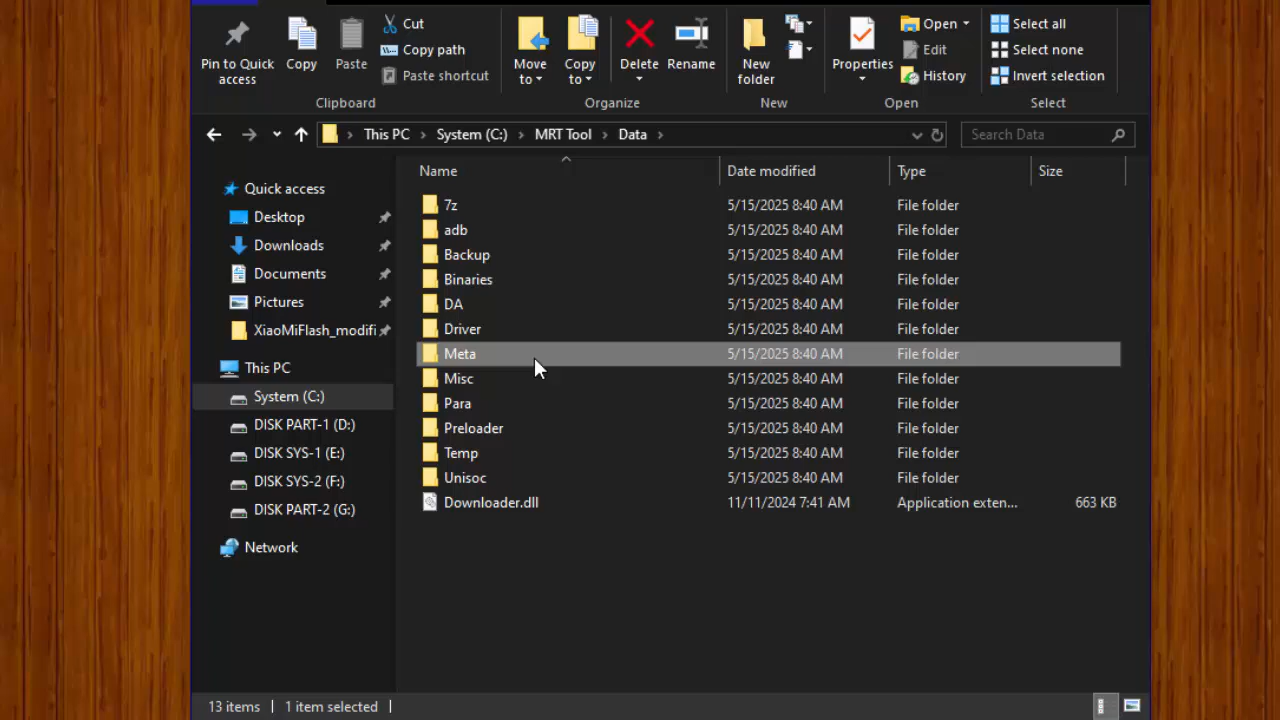 Pin to Quick access
Copy
Paste
Cut
Copy path
Paste shortcut
Clipboard
Move to
Copy to
Delete
Rename
Organize
New folder
New
Properties
Open
Edit
History
Open
Select all
Select none
Invert selection
Select
This PC > System (C:) > MRT Tool > Data >
Search Data
Quick access
Desktop
Downloads
Documents
Pictures
XiaoMiFlash_modifi
This PC
System (C:)
DISK PART-1 (D:)
DISK SYS-1 (E:)
DISK SYS-2 (F:)
DISK PART-2 (G:)
Network
Name Date modified Type Size
7z 5/15/2025 8:40 AM File folder
adb 5/15/2025 8:40 AM File folder
Backup 5/15/2025 8:40 AM File folder
Binaries 5/15/2025 8:40 AM File folder
DA 5/15/2025 8:40 AM File folder
Driver 5/15/2025 8:40 AM File folder
Meta 5/15/2025 8:40 AM File folder
Misc 5/15/2025 8:40 AM File folder
Para 5/15/2025 8:40 AM File folder
Preloader 5/15/2025 8:40 AM File folder
Temp 5/15/2025 8:40 AM File folder
Unisoc 5/15/2025 8:40 AM File folder
Downloader.dll 11/11/2024 7:41 AM Application exten... 663 KB
13 items 1 item selected